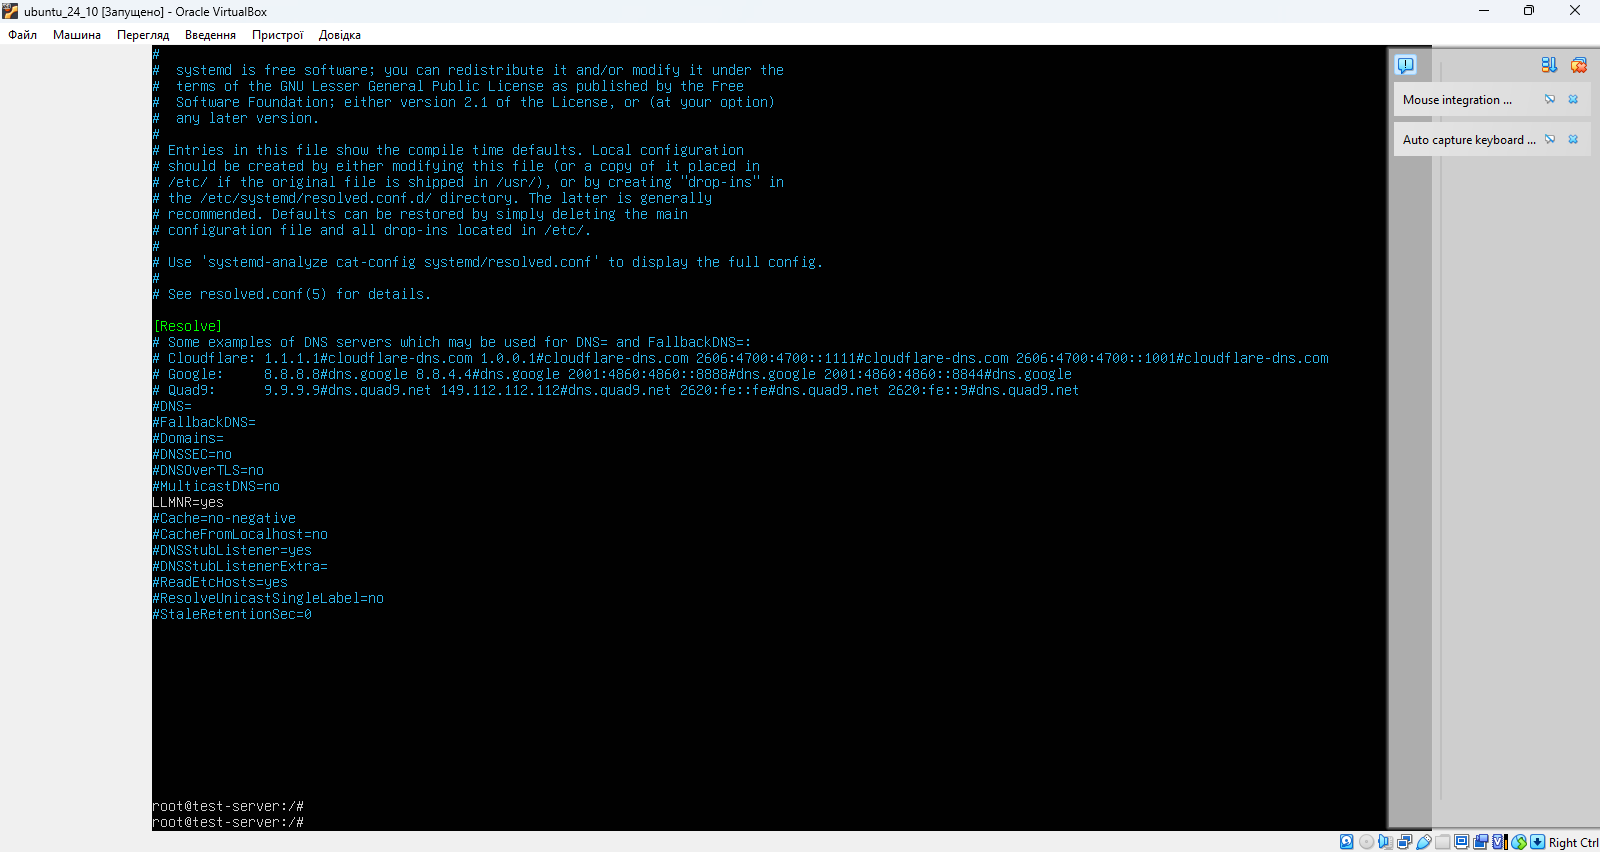 ubuntu_24_10 [Запущено] - Oracle VirtualBox
Файл Машина Перегляд Введення Пристрої Довідка
#
#  systemd is free software; you can redistribute it and/or modify it under the
#  terms of the GNU Lesser General Public License as published by the Free
#  Software Foundation; either version 2.1 of the License, or (at your option)
#  any later version.
#
# Entries in this file show the compile time defaults. Local configuration
# should be created by either modifying this file (or a copy of it placed in
# /etc/ if the original file is shipped in /usr/), or by creating "drop-ins" in
# the /etc/systemd/resolved.conf.d/ directory. The latter is generally
# recommended. Defaults can be restored by simply deleting the main
# configuration file and all drop-ins located in /etc/.
#
# Use 'systemd-analyze cat-config systemd/resolved.conf' to display the full config.
#
# See resolved.conf(5) for details.
[Resolve]
# Some examples of DNS servers which may be used for DNS= and FallbackDNS=:
# Cloudflare: 1.1.1.1#cloudflare-dns.com 1.0.0.1#cloudflare-dns.com 2606:4700:4700::1111#cloudflare-dns.com 2606:4700:4700::1001#cloudflare-dns.com
# Google:     8.8.8.8#dns.google 8.8.4.4#dns.google 2001:4860:4860::8888#dns.google 2001:4860:4860::8844#dns.google
# Quad9:      9.9.9.9#dns.quad9.net 149.112.112.112#dns.quad9.net 2620:fe::fe#dns.quad9.net 2620:fe::9#dns.quad9.net
#DNS=
#FallbackDNS=
#Domains=
#DNSSEC=no
#DNSOverTLS=no
#MulticastDNS=no
LLMNR=yes
#Cache=no-negative
#CacheFromLocalhost=no
#DNSStubListener=yes
#DNSStubListenerExtra=
#ReadEtcHosts=yes
#ResolveUnicastSingleLabel=no
#StaleRetentionSec=0
root@test-server:/#
root@test-server:/#
Mouse integration ...
Auto capture keyboard ...
Right Ctrl